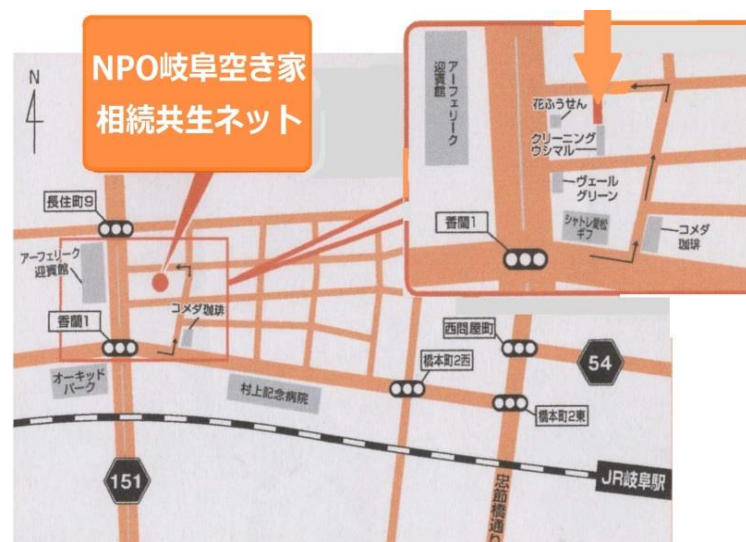 NPO岐阜空き家
相続共生ネット
N
長住町9
アーフェリーク
迎賓館
香蘭1
コメダ珈琲
オーキッド
パーク
村上記念病院
151
橋本町2西
西問屋町
54
橋本町2東
JR岐阜駅
忠節橋通り
アーフェリーク
迎賓館
花ふうせん
クリーニング
ウシマル
ヴェール
グリーン
シャトレ愛松
ギフ
コメダ
珈琲
香蘭1